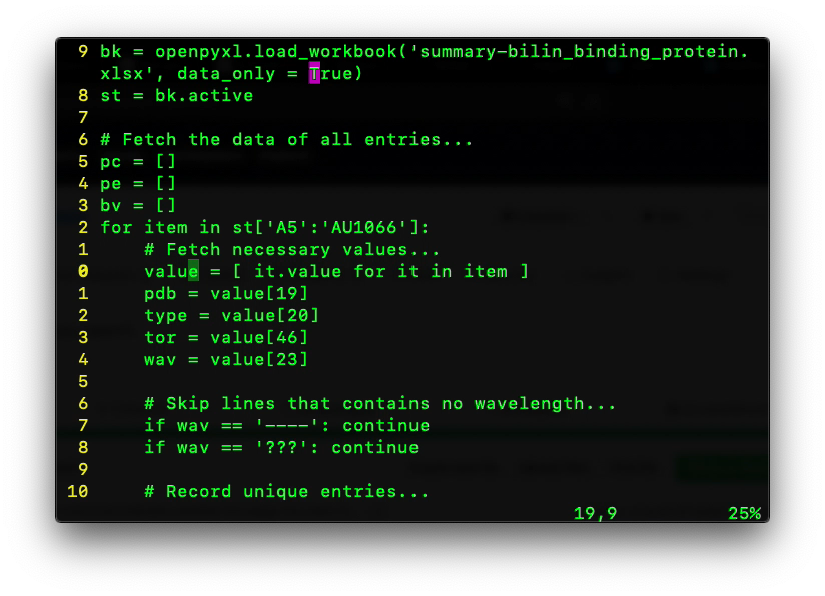 9 bk = openpyxl.load_workbook('summary-bilin_binding_protein.
xlsx', data_only = True)
8 st = bk.active
7
6 # Fetch the data of all entries...
5 pc = []
4 pe = []
3 bv = []
2 for item in st['A5':'AU1066']:
1     # Fetch necessary values...
0     value = [ it.value for it in item ]
1     pdb = value[19]
2     type = value[20]
3     tor = value[46]
4     wav = value[23]
5
6     # Skip lines that contains no wavelength...
7     if wav == '----': continue
8     if wav == '???': continue
9
10     # Record unique entries...
19,9 25%